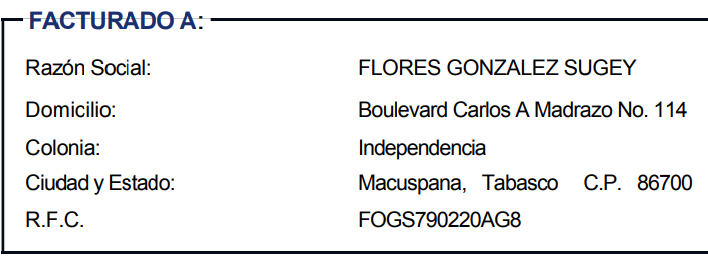 FACTURADO A:
Razón Social: FLORES GONZALEZ SUGEY
Domicilio: Boulevard Carlos A Madrazo No. 114
Colonia: Independencia
Ciudad y Estado: Macuspana, Tabasco C.P. 86700
R.F.C. FOGS790220AG8